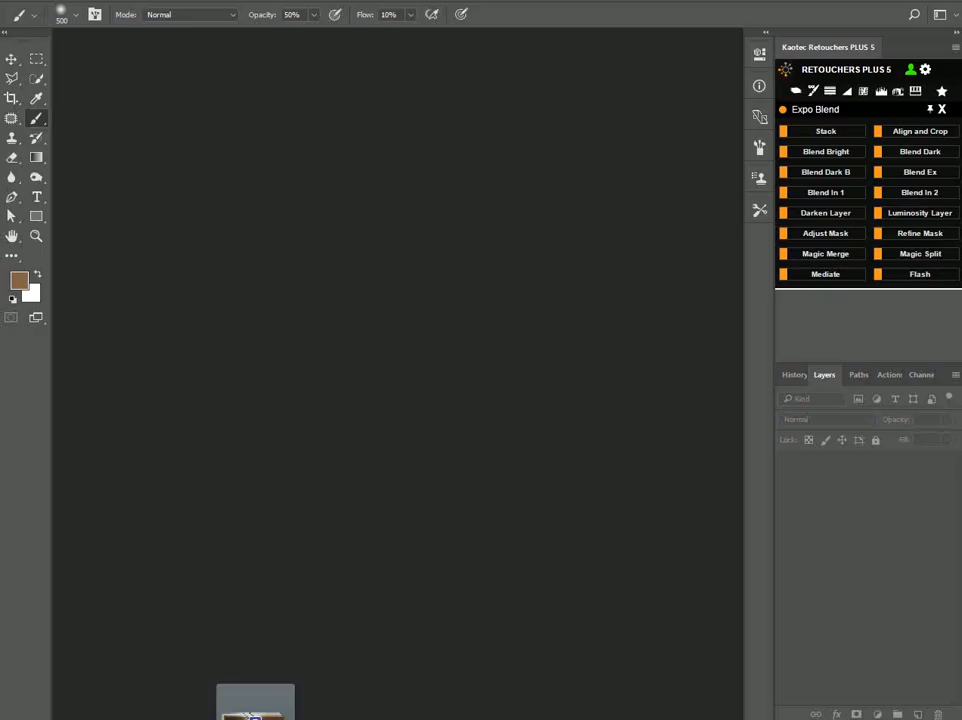 500 Mode: Normal Opacity: 50% Flow: 10%
Kaotec Retouchers PLUS 5
RETOUCHERS PLUS 5
Expo Blend X
Stack Align and Crop
Blend Bright Blend Dark
Blend Dark B Blend Ex
Blend In 1 Blend In 2
Darken Layer Luminosity Layer
Adjust Mask Refine Mask
Magic Merge Magic Split
Mediate Flash
History Layers Paths Actions Channe
Kind
Normal Opacity:
Lock: Fill: